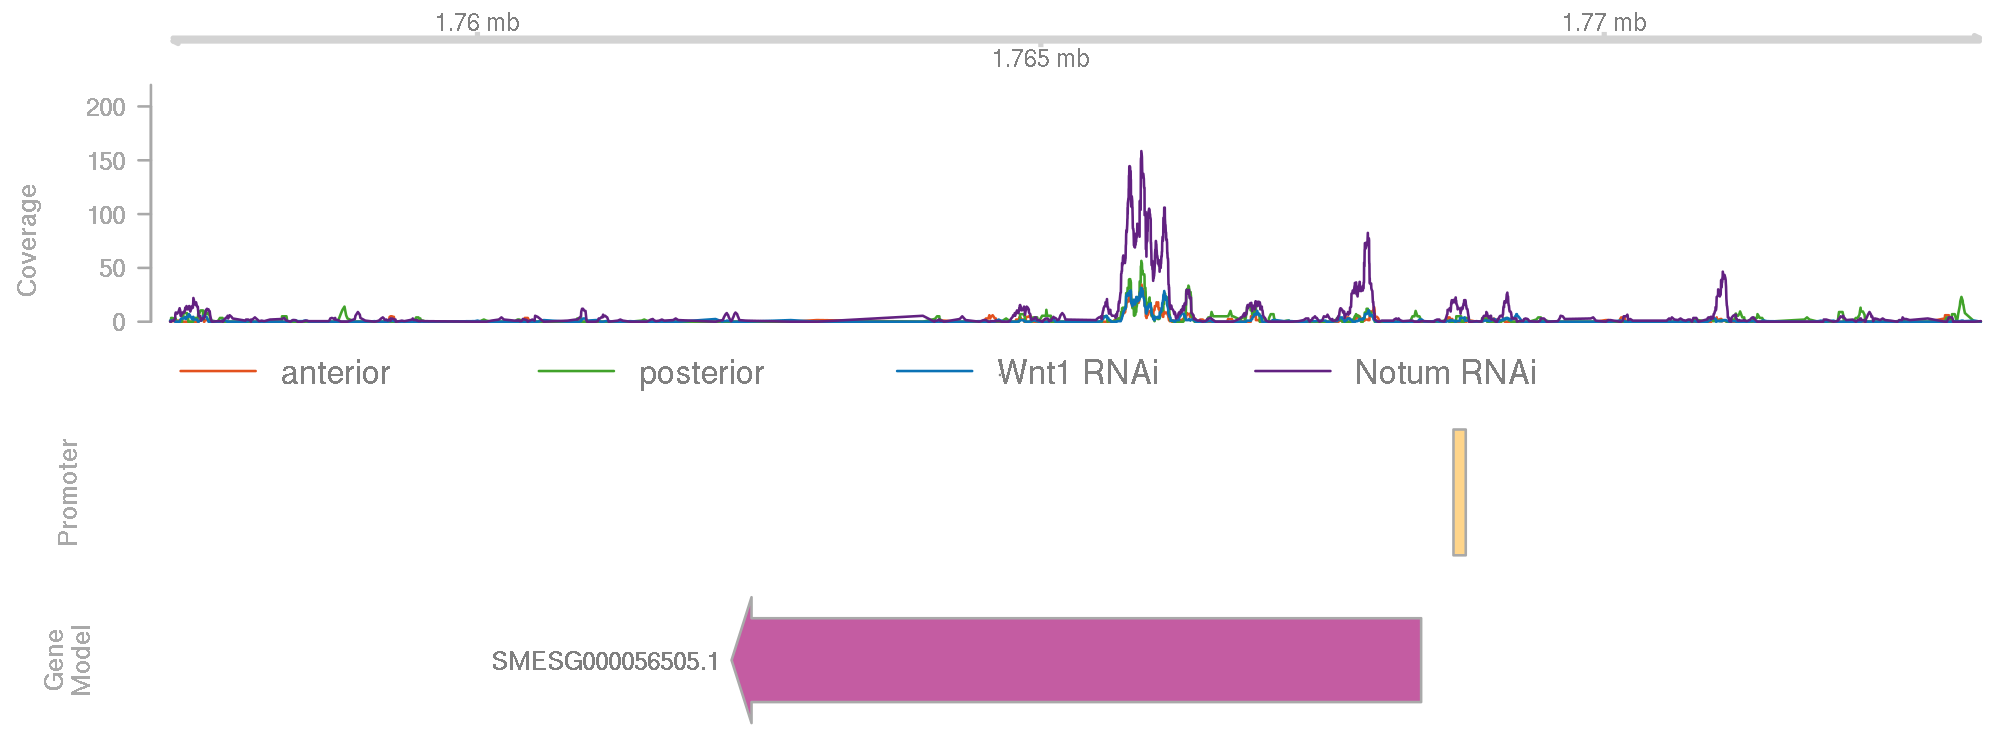 1.76 mb
1.77 mb
1.765 mb
Coverage
200
150
100
50
0
anterior
posterior
Wnt1 RNAi
Notum RNAi
Promoter
Gene
Model
SMESG000056505.1